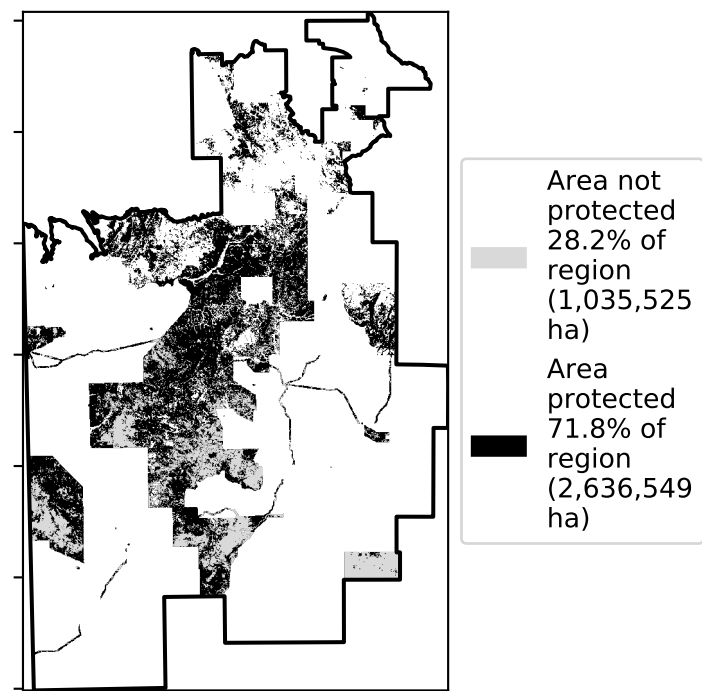 Area not
protected
28.2% of
region
(1,035,525
ha)
Area
protected
71.8% of
region
(2,636,549
ha)